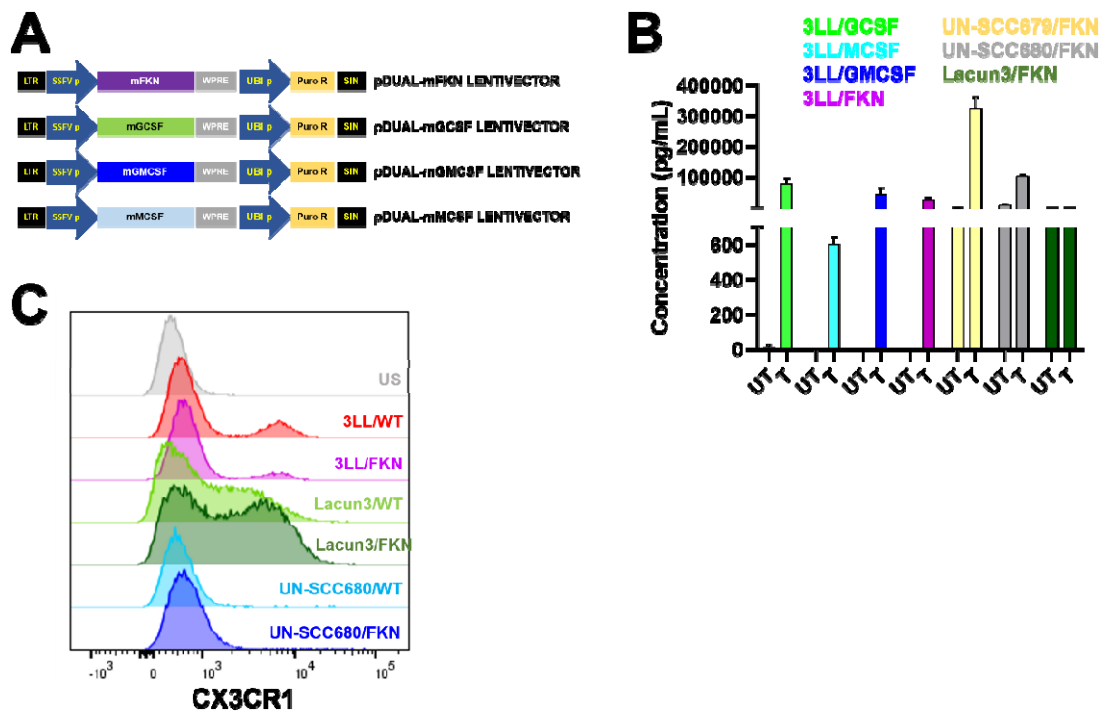 A
LTR SSFV p mFKN WPRE UBI p Puro R SIN pDUAL-mFKN LENTIVECTOR
LTR SSFV p mGCSF WPRE UBI p Puro R SIN pDUAL-mGCSF LENTIVECTOR
LTR SSFV p mGMCSF WPRE UBI p Puro R SIN pDUAL-mGMCSF LENTIVECTOR
LTR SSFV p mMCSF WPRE UBI p Puro R SIN pDUAL-mMCSF LENTIVECTOR
B
3LL/GCSF UN-SCC679/FKN
3LL/MCSF UN-SCC680/FKN
3LL/GMCSF Lacun3/FKN
3LL/FKN
Concentration (pg/mL)
400000
300000
200000
100000
600
400
200
0
UT T UT T UT T UT T UT T UT T UT T
C
US
3LL/WT
3LL/FKN
Lacun3/WT
Lacun3/FKN
UN-SCC680/WT
UN-SCC680/FKN
-10³ 0 10³ 10⁴ 10⁵
CX3CR1